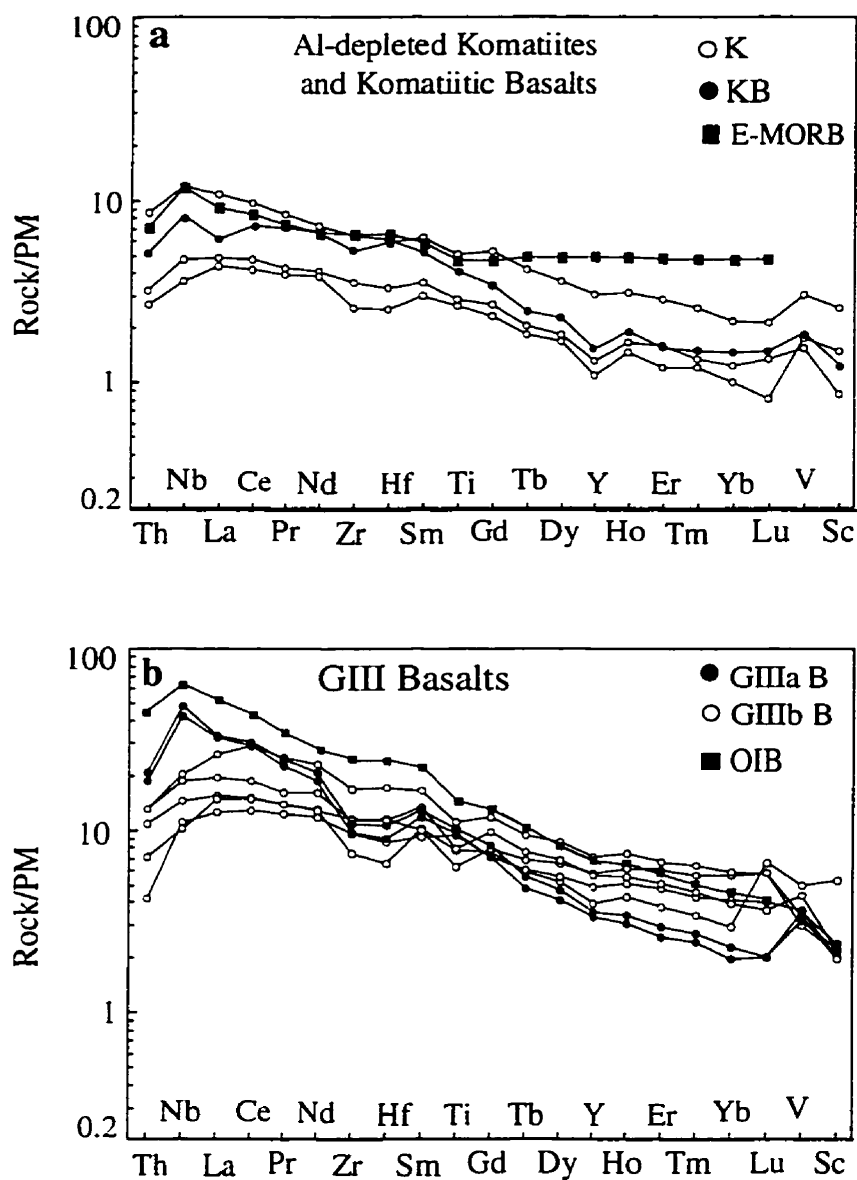 100
a
Al-depleted Komatiites
and Komatiitic Basalts
K
KB
E-MORB
10
Rock/PM
1
0.2
Nb Ce Nd Hf Ti Tb Y Er Yb V
Th La Pr Zr Sm Gd Dy Ho Tm Lu Sc
100
b
GIII Basalts
GIIIa B
GIIIb B
OIB
10
Rock/PM
1
0.2
Nb Ce Nd Hf Ti Tb Y Er Yb V
Th La Pr Zr Sm Gd Dy Ho Tm Lu Sc